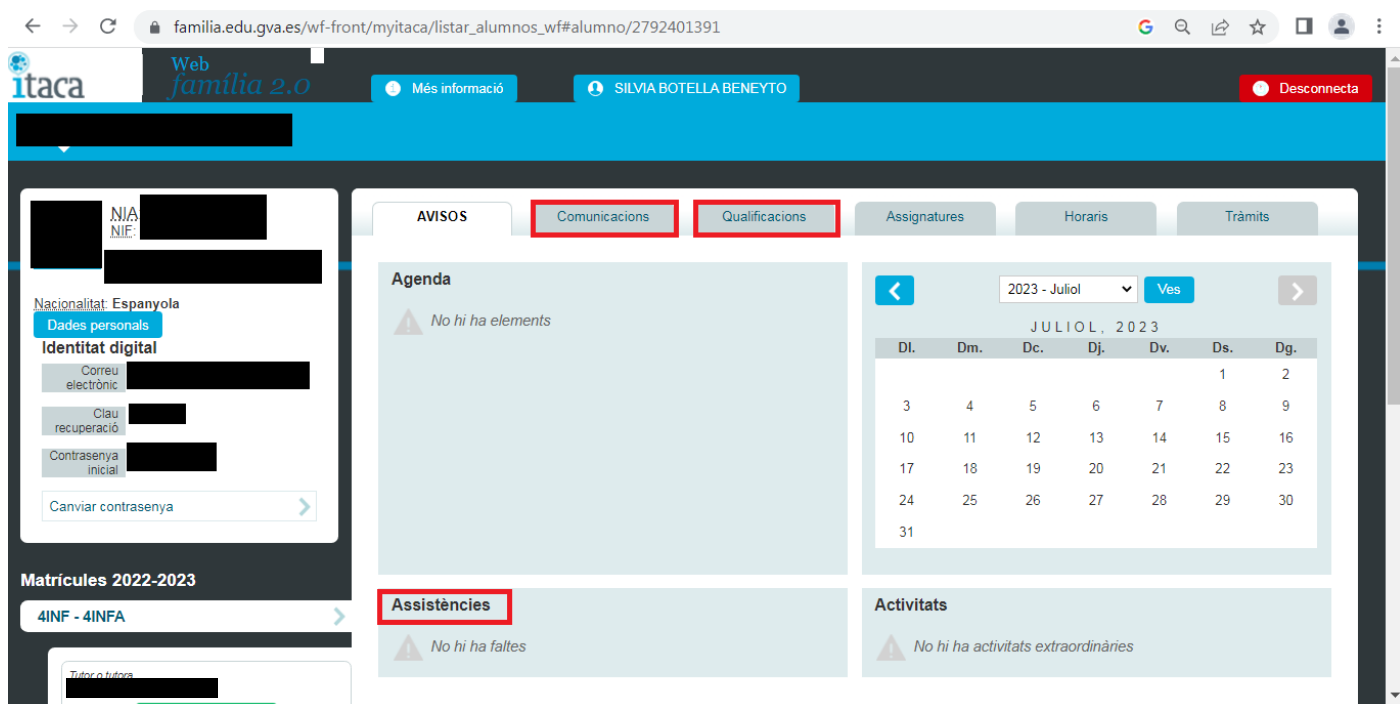 familia.edu.gva.es/wf-front/myitaca/listar_alumnos_wf#alumno/2792401391
itaca
Web
família 2.0
Més informació
SILVIA BOTELLA BENEYTO
Desconnecta
NIA
NIF:
Nacionalitat: Espanyola
Dades personals
Identitat digital
Correu
electrònic
Clau
recuperació
Contrasenya
inicial
Canviar contrasenya
Matrícules 2022-2023
4INF - 4INFA
Tutor o tutora
AVISOS
Comunicacions
Qualificacions
Assignatures
Horaris
Tràmits
Agenda
No hi ha elements
2023 - Juliol
Ves
JULIOL, 2023
Dl. Dm. Dc. Dj. Dv. Ds. Dg.
1 2
3 4 5 6 7 8 9
10 11 12 13 14 15 16
17 18 19 20 21 22 23
24 25 26 27 28 29 30
31
Assistències
No hi ha faltes
Activitats
No hi ha activitats extraordinàries